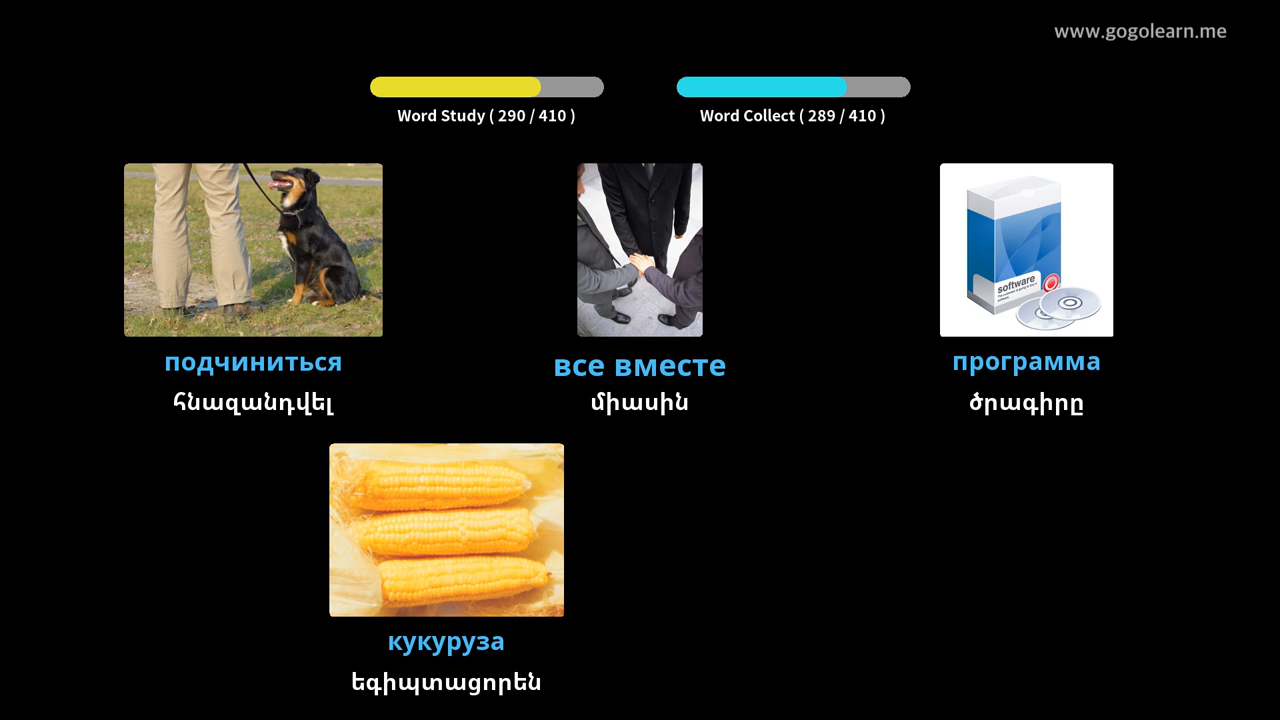 www.gogolearn.me
Word Study ( 290 / 410 )
Word Collect ( 289 / 410 )
software
подчиниться
все вместе
программа
հնազանդվել
միասին
ծրագիրը
кукуруза
եգիպտացորեն